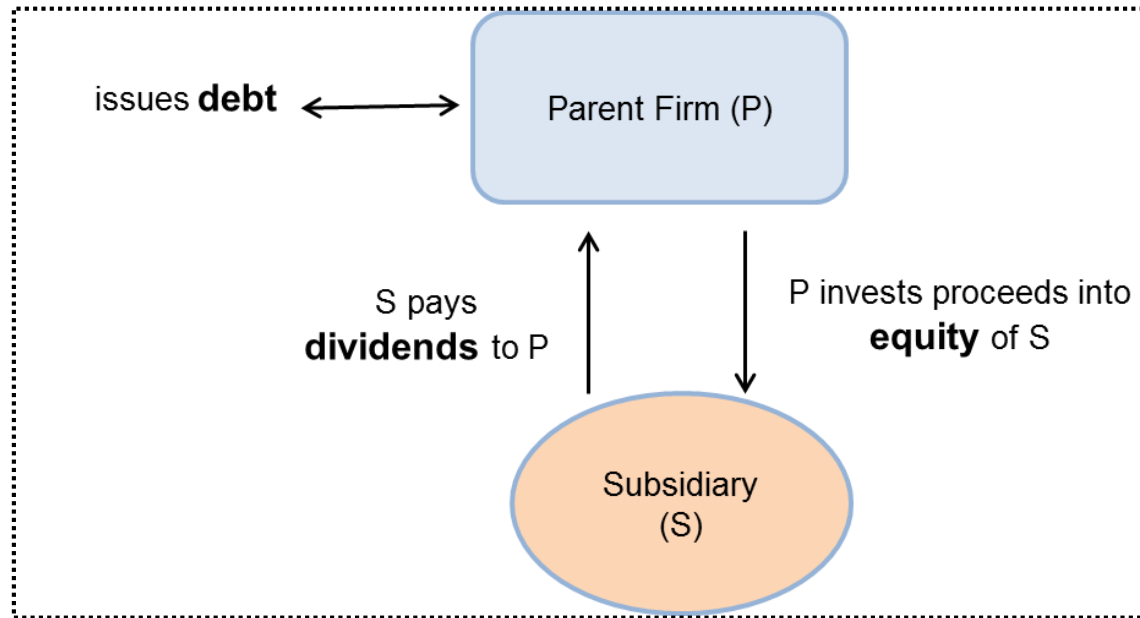 issues debt
Parent Firm (P)
S pays
dividends to P
P invests proceeds into
equity of S
Subsidiary
(S)